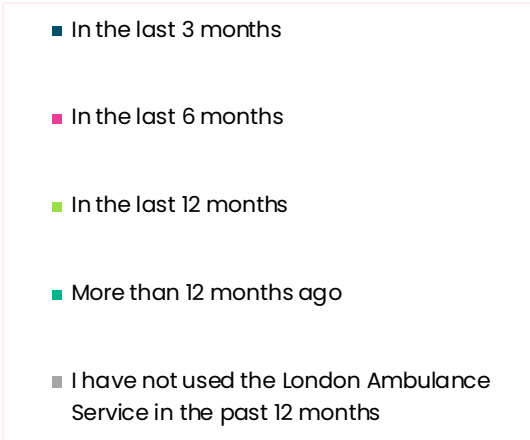 In the last 3 months
In the last 6 months
In the last 12 months
More than 12 months ago
I have not used the London Ambulance
Service in the past 12 months